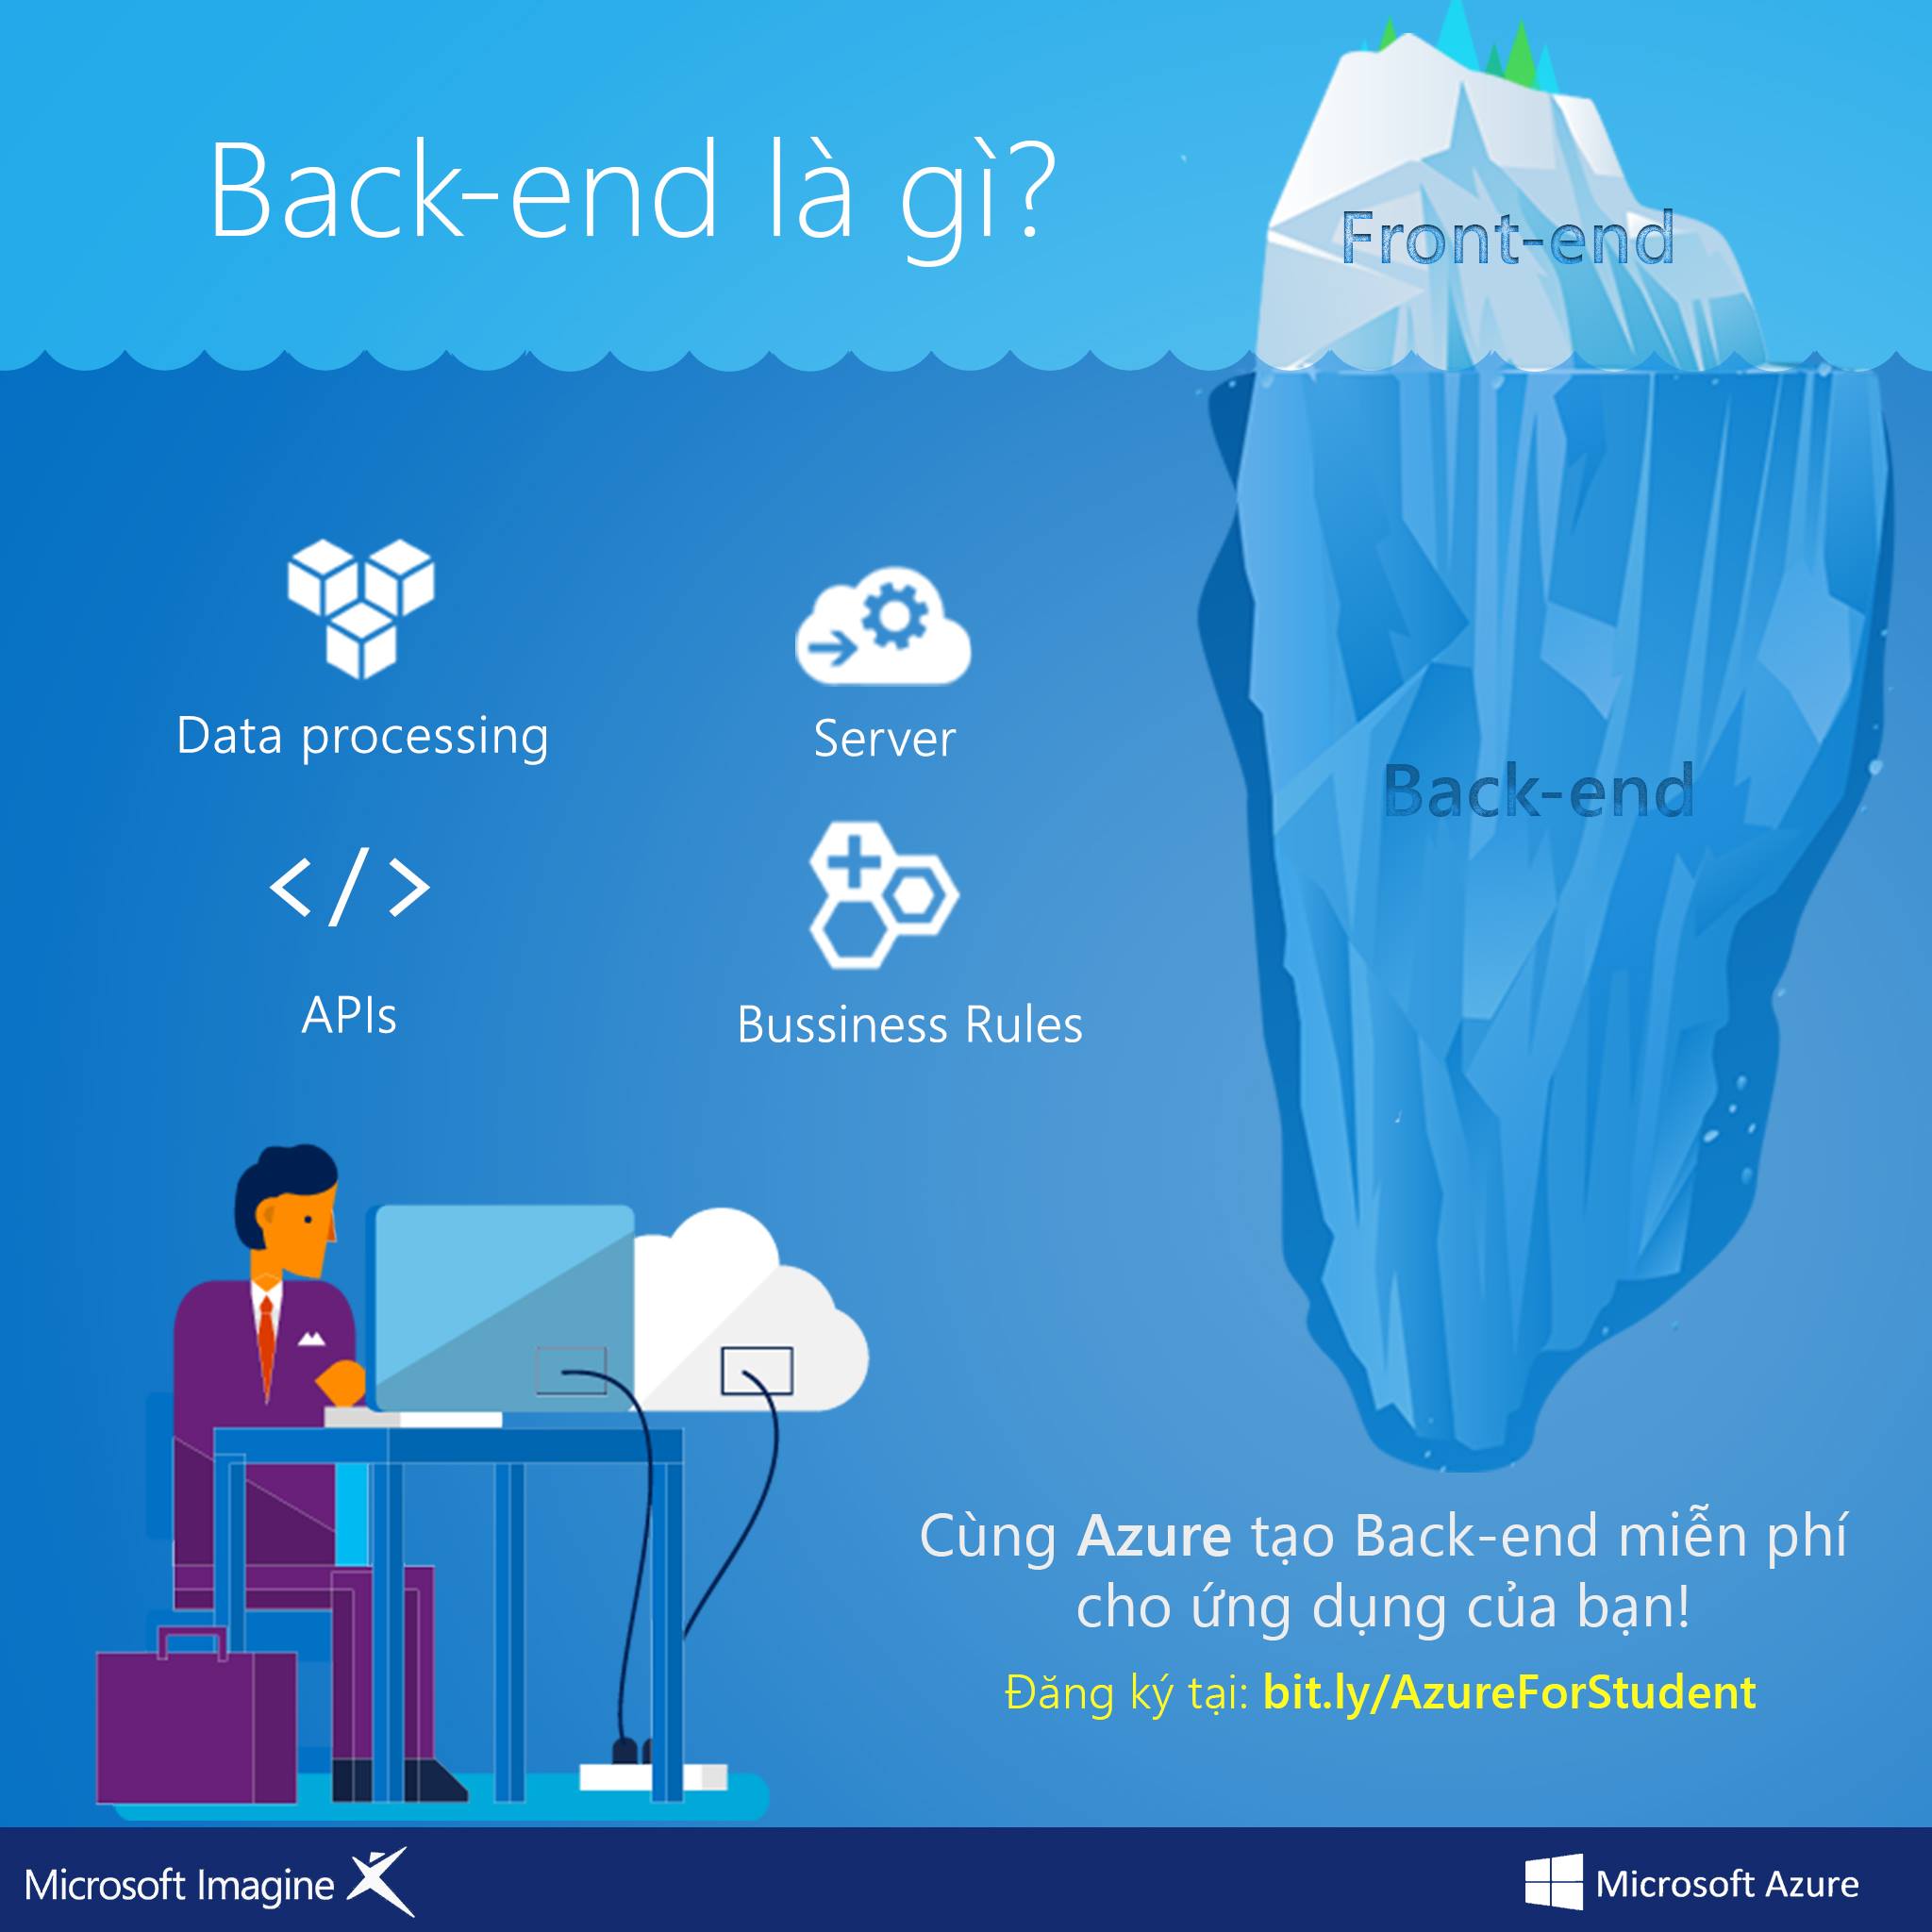 Back-end là gì?
Front-end
Data processing
Server
Back-end
</>
APIs
Bussiness Rules
Cùng Azure tạo Back-end miễn phí
cho ứng dụng của bạn!
Đăng ký tại: bit.ly/AzureForStudent
Microsoft Imagine
Microsoft Azure